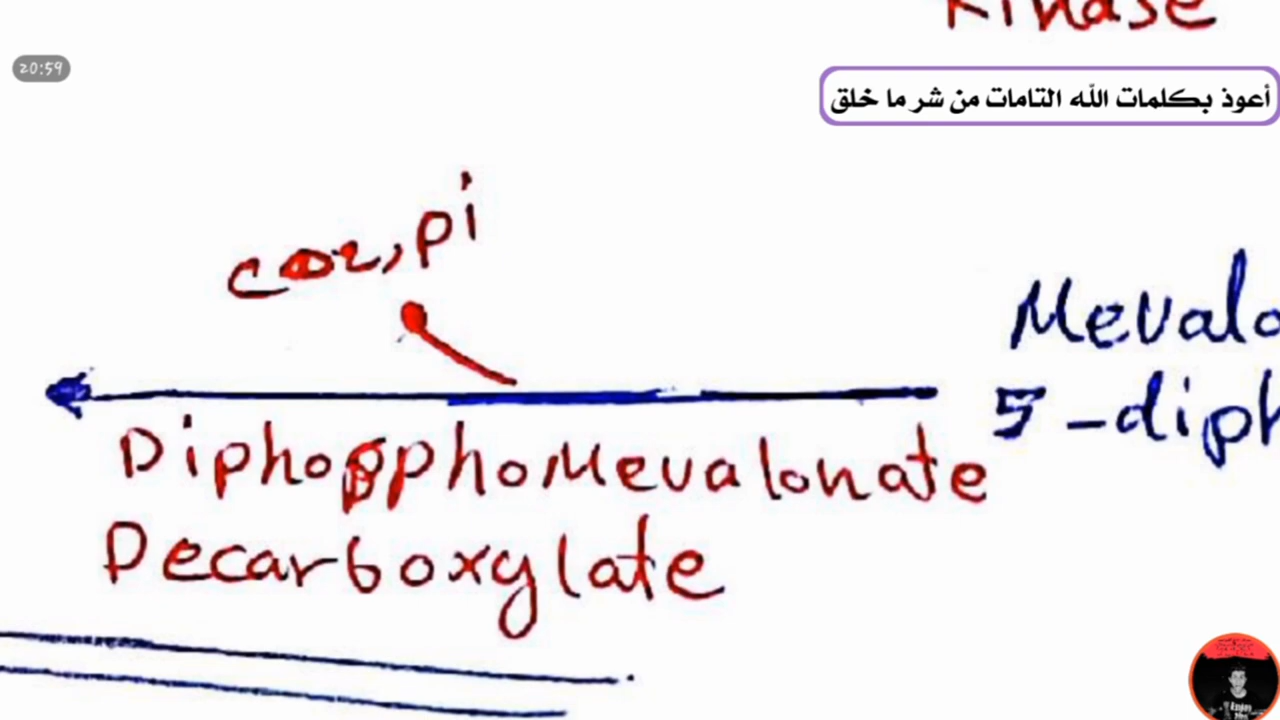 Kinase
20:59
أعوذ بكلمات الله التامات من شر ما خلق
co2, pi
Mevalo
5-diph
Diphosphomevalonate
Decarboxylate